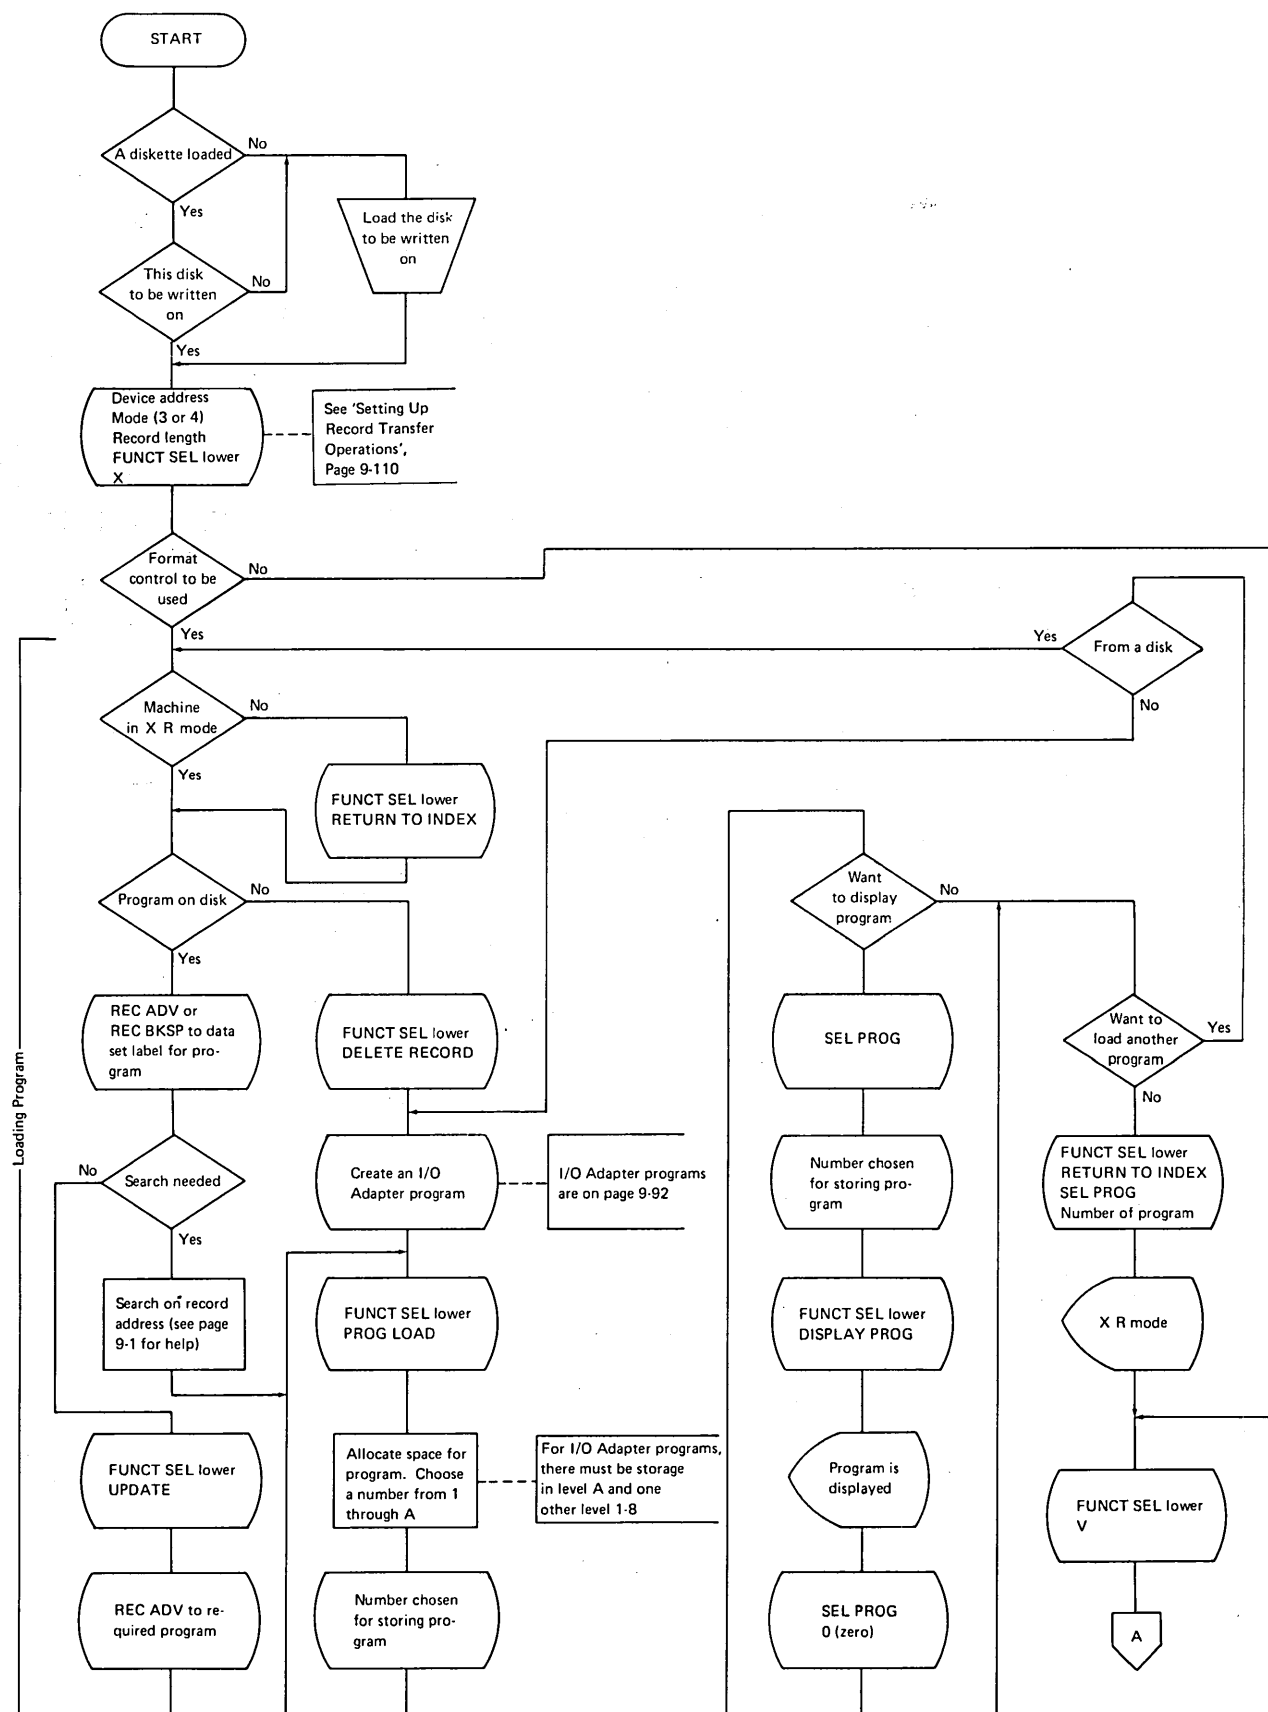 START
A diskette loaded
No
Yes
Load the disk
to be written
on
This disk
to be written
on
No
Yes
Device address
Mode (3 or 4)
Record length
FUNCT SEL lower
X
See 'Setting Up
Record Transfer
Operations',
Page 9-110
Format
control to be
used
No
Yes
From a disk
Yes
No
Machine
in X R mode
No
Yes
FUNCT SEL lower
RETURN TO INDEX
Program on disk
No
Yes
Want
to display
program
No
REC ADV or
REC BKSP to data
set label for pro-
gram
FUNCT SEL lower
DELETE RECORD
SEL PROG
Want to
load another
program
Yes
No
Loading Program
Search needed
No
Yes
Create an I/O
Adapter program
I/O Adapter programs
are on page 9-92
Number chosen
for storing pro-
gram
FUNCT SEL lower
RETURN TO INDEX
SEL PROG
Number of program
Search on record
address (see page
9-1 for help)
FUNCT SEL lower
PROG LOAD
FUNCT SEL lower
DISPLAY PROG
X R mode
FUNCT SEL lower
UPDATE
Allocate space for
program. Choose
a number from 1
through A
For I/O Adapter programs,
there must be storage
in level A and one
other level 1-8
Program is
displayed
FUNCT SEL lower
V
REC ADV to re-
quired program
Number chosen
for storing pro-
gram
SEL PROG
0 (zero)
A